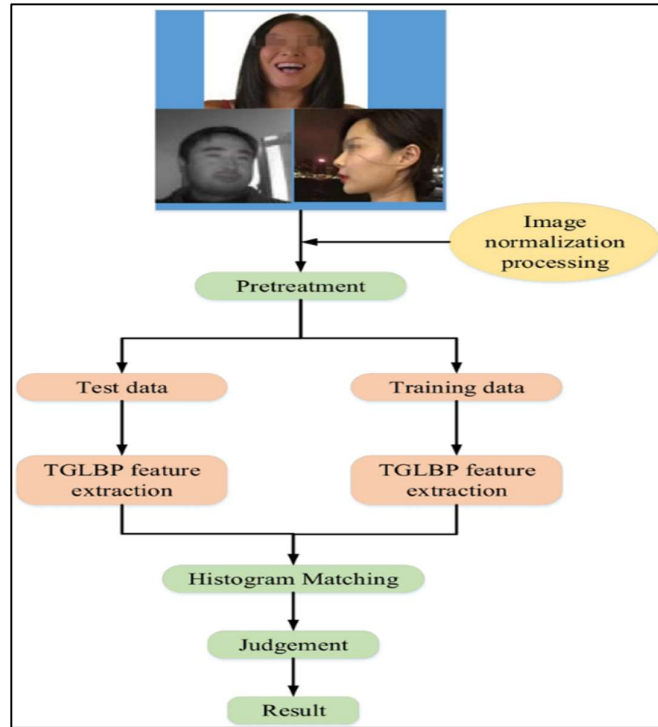 Image
normalization
processing
Pretreatment
Test data
Training data
TGLBP feature
extraction
TGLBP feature
extraction
Histogram Matching
Judgement
Result